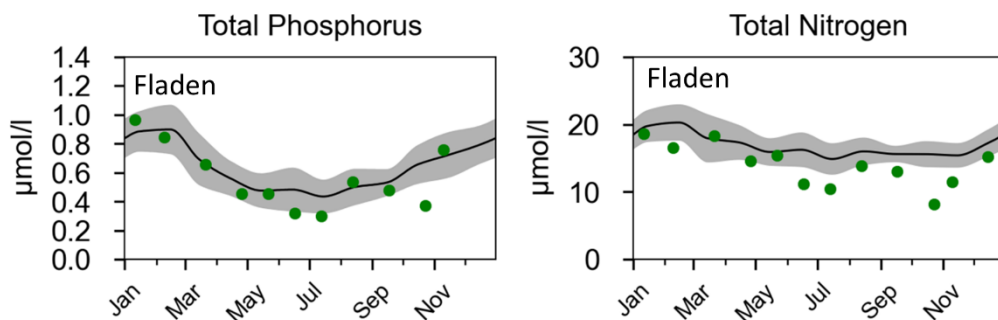 Total Phosphorus
1.4
1.2
1.0
0.8
0.6
0.4
0.2
0.0
µmol/l
Fladen
Jan
Mar
May
Jul
Sep
Nov
Total Nitrogen
30
20
10
0
µmol/l
Fladen
Jan
Mar
May
Jul
Sep
Nov